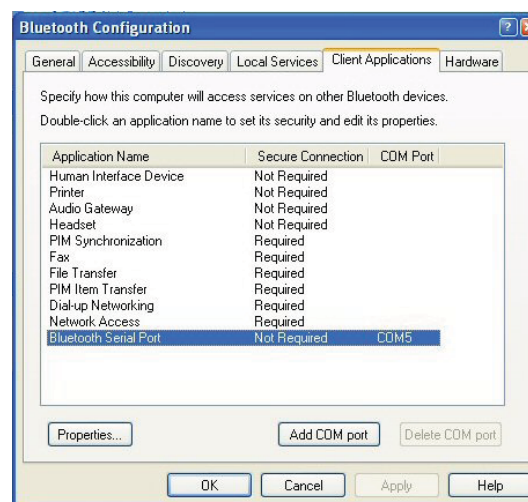 Bluetooth Configuration
General Accessibility Discovery Local Services Client Applications Hardware
Specify how this computer will access services on other Bluetooth devices.
Double-click an application name to set its security and edit its properties.
Application Name Secure Connection COM Port
Human Interface Device Not Required
Printer Not Required
Audio Gateway Not Required
Headset Not Required
PIM Synchronization Required
Fax Required
File Transfer Required
PIM Item Transfer Required
Dial-up Networking Required
Network Access Required
Bluetooth Serial Port Not Required COM5
Properties... Add COM port Delete COM port
OK Cancel Apply Help